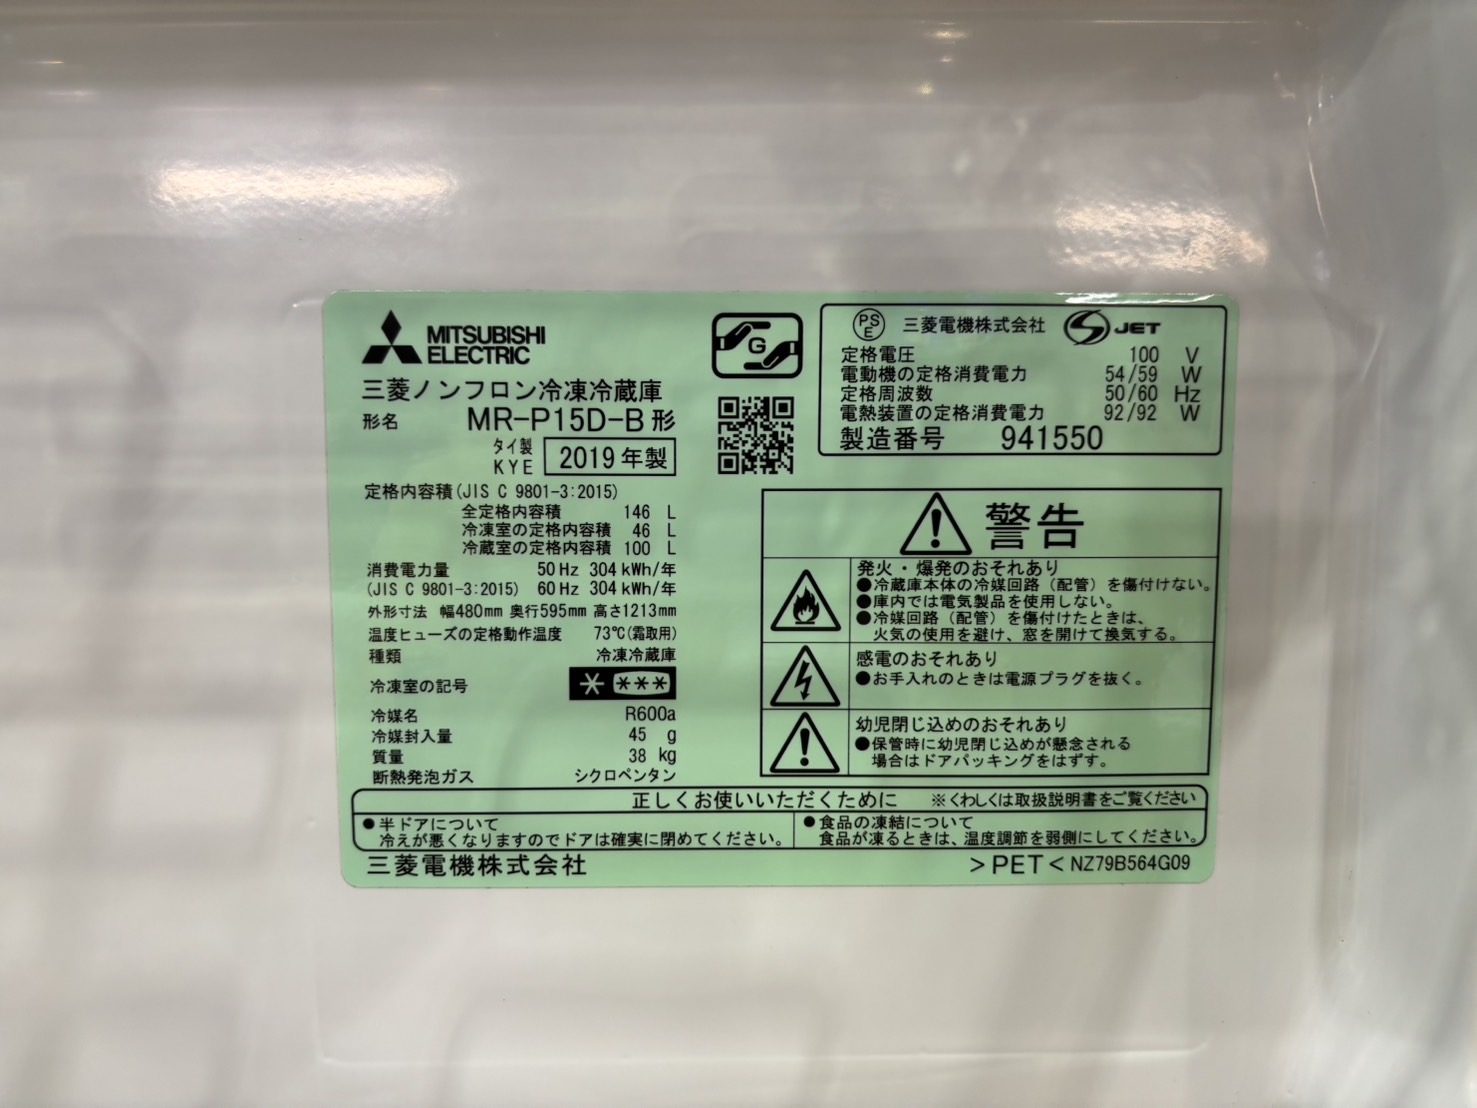 MITSUBISHI
ELECTRIC
三菱ノンフロン冷凍冷蔵庫
形名 MR-P15D-B 形
タイ製
KYE 2019 年製
定格内容積(JIS C 9801-3:2015)
全定格内容積 146 L
冷凍室の定格内容積 46 L
冷蔵室の定格内容積 100 L
消費電力量 50 Hz 304 kWh/年
(JIS C 9801-3:2015) 60 Hz 304 kWh/年
外形寸法 幅480mm 奥行595mm 高さ1213mm
温度ヒューズの定格動作温度 73℃(霜取用)
種類 冷凍冷蔵庫
冷凍室の記号
冷媒名 R600a
冷媒封入量 45 g
質量 38 kg
断熱発泡ガス シクロペンタン
G
PS
E 三菱電機株式会社 S JET
定格電圧 100 V
電動機の定格消費電力 54/59 W
定格周波数 50/60 Hz
電熱装置の定格消費電力 92/92 W
製造番号 941550
警告
発火・爆発のおそれあり
●冷蔵庫本体の冷媒回路(配管)を傷付けない。
●庫内では電気製品を使用しない。
●冷媒回路(配管)を傷付けたときは、
火気の使用を避け、窓を開けて換気する。
感電のおそれあり
●お手入れのときは電源プラグを抜く。
幼児閉じ込めのおそれあり
●保管時に幼児閉じ込めが懸念される
場合はドアパッキングをはずす。
正しくお使いいただくために ※くわしくは取扱説明書をご覧ください
●半ドアについて
冷えが悪くなりますのでドアは確実に閉めてください。
●食品の凍結について
食品が凍るときは、温度調節を弱側にしてください。
三菱電機株式会社
>PET< NZ79B564G09